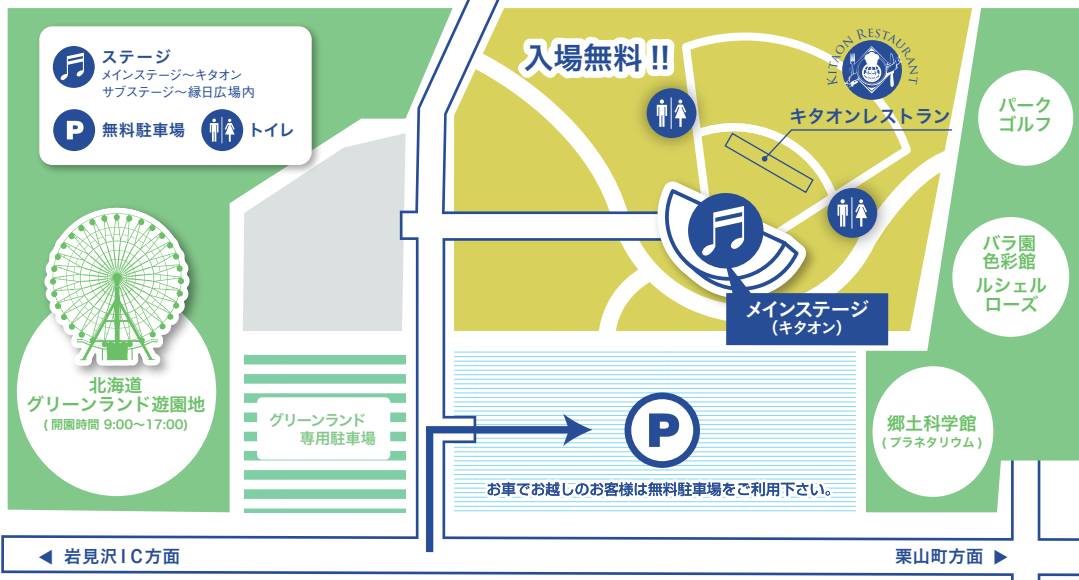 ステージ
メインステージ～キタオン
サブステージ～縁日広場内
P 無料駐車場
トイレ
入場無料!!
KITAON RESTAURANT
キタオンレストラン
パーク
ゴルフ
バラ園
色彩館
ルシェル
ローズ
メインステージ
(キタオン)
北海道
グリーンランド遊園地
(開園時間 9:00～17:00)
グリーンランド
専用駐車場
P
お車でお越しのお客様は無料駐車場をご利用下さい。
郷土科学館
(プラネタリウム)
◀ 岩見沢IC方面
栗山町方面 ▶